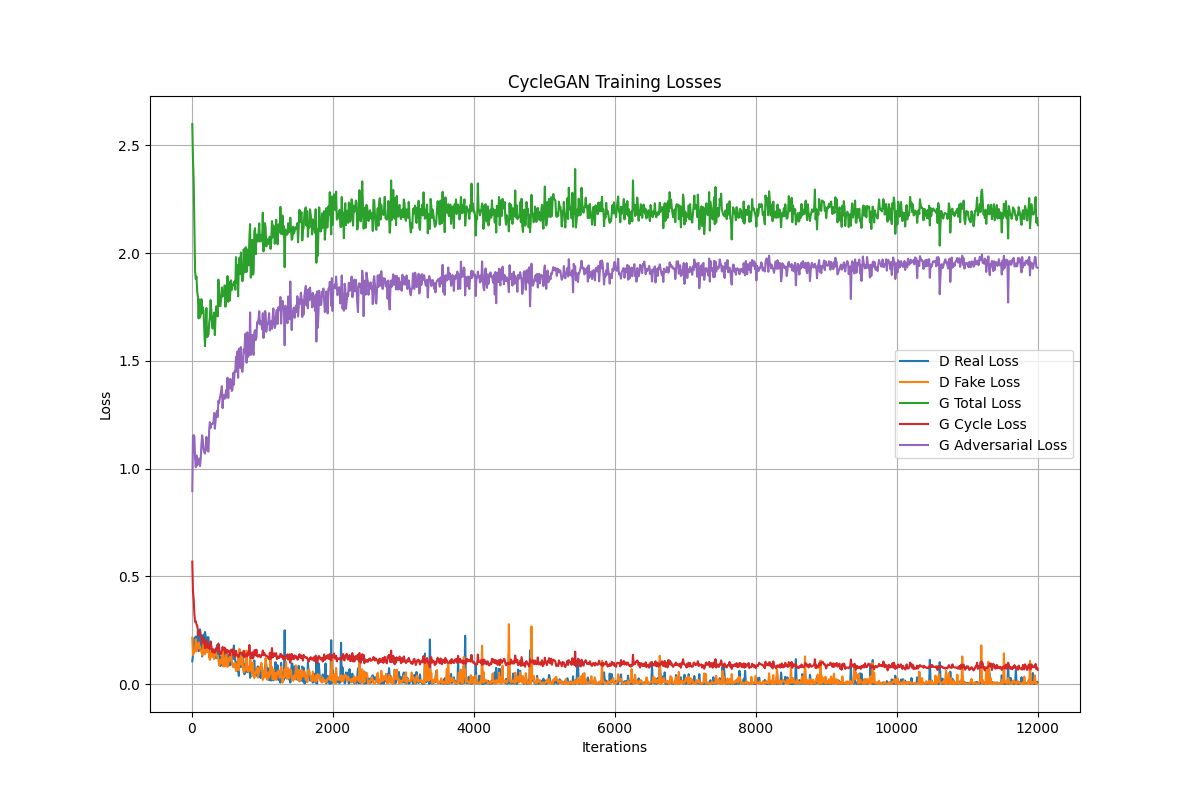 CycleGAN Training Losses
Loss
2.5
2.0
1.5
1.0
0.5
0.0
D Real Loss
D Fake Loss
G Total Loss
G Cycle Loss
G Adversarial Loss
0 2000 4000 6000 8000 10000 12000
Iterations